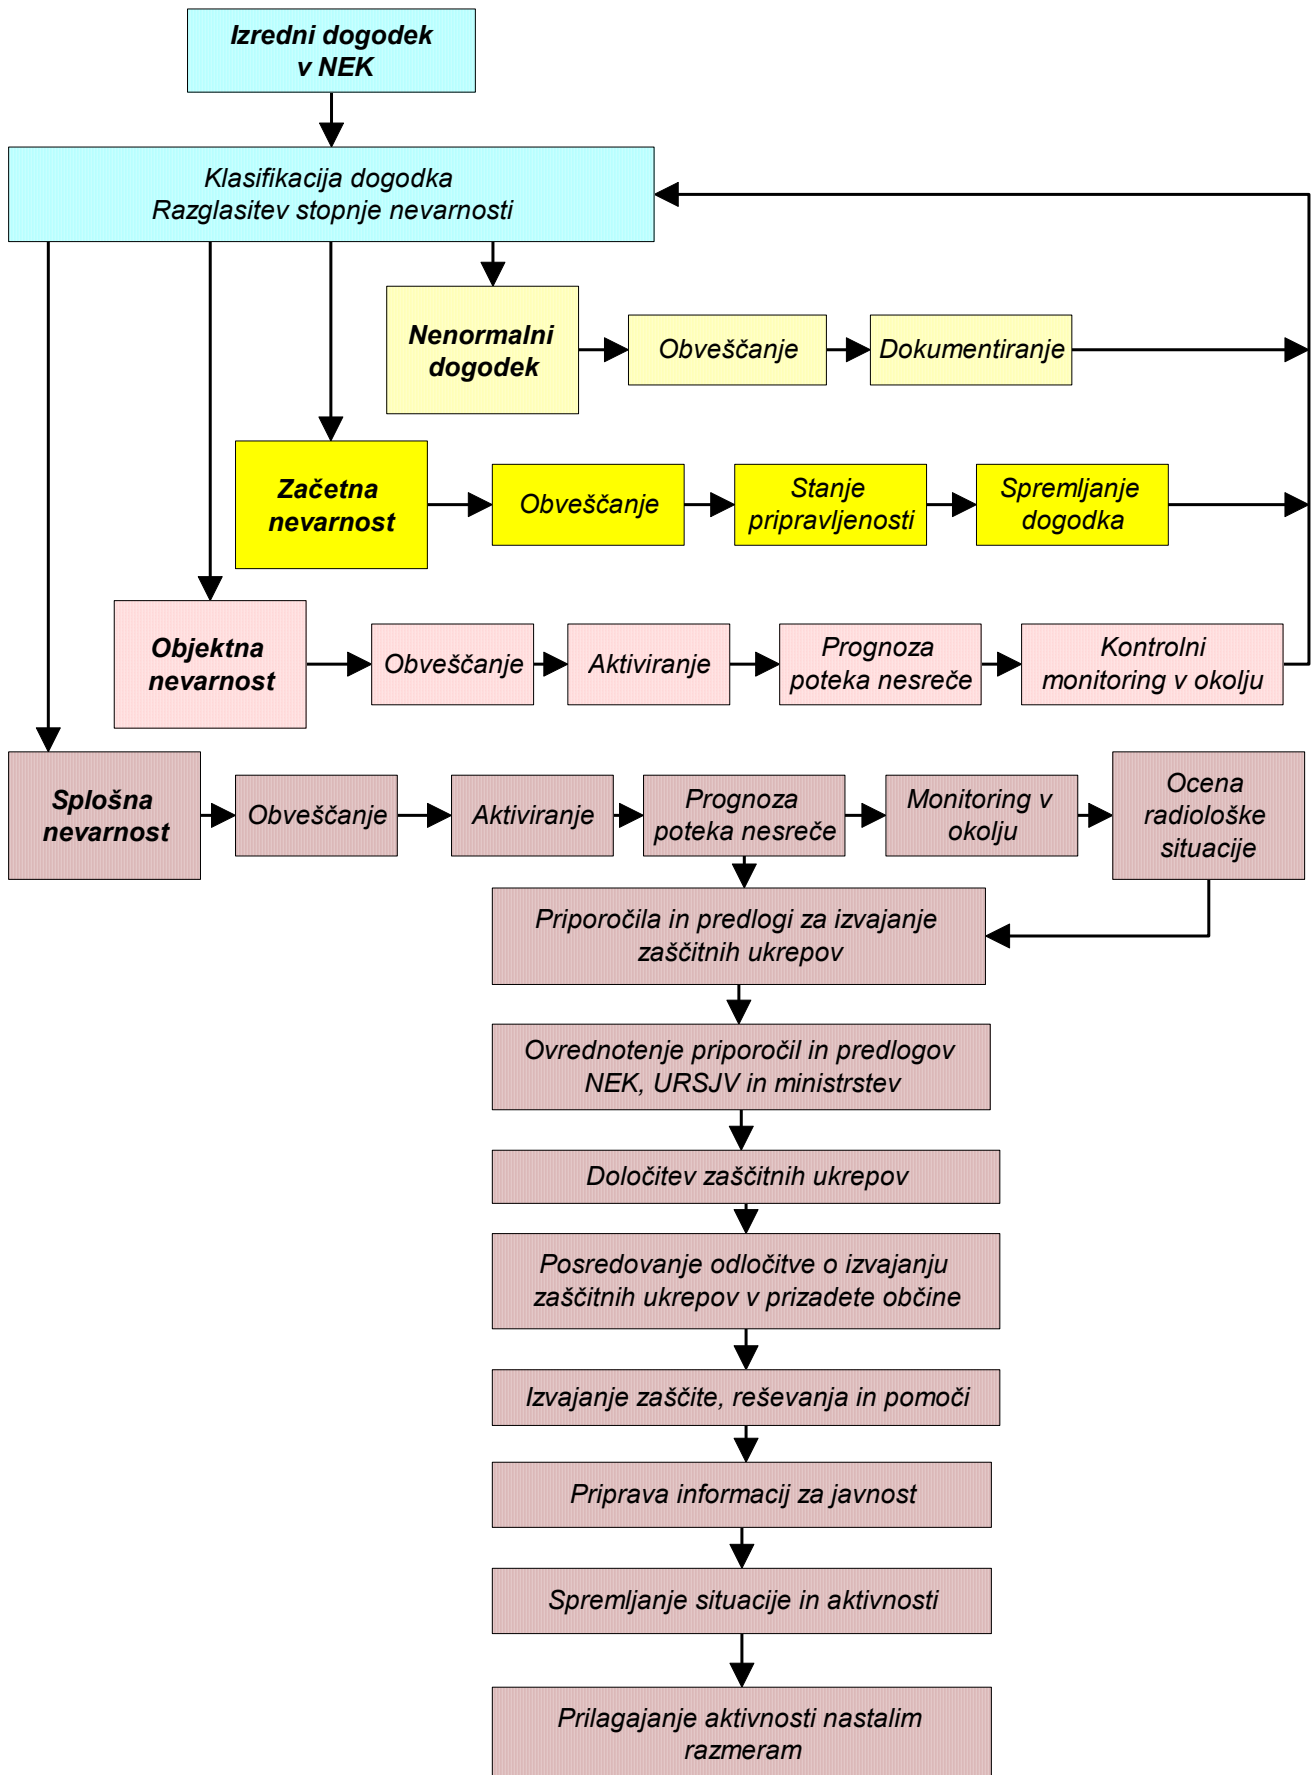 Izredni dogodek
v NEK
Klasifikacija dogodka
Razglasitev stopnje nevarnosti
Nenormalni
dogodek
Obveščanje
Dokumentiranje
Začetna
nevarnost
Obveščanje
Stanje
pripravljenosti
Spremljanje
dogodka
Objektna
nevarnost
Obveščanje
Aktiviranje
Prognoza
poteka nesreče
Kontrolni
monitoring v okolju
Splošna
nevarnost
Obveščanje
Aktiviranje
Prognoza
poteka nesreče
Monitoring v
okolju
Ocena
radiološke
situacije
Priporočila in predlogi za izvajanje
zaščitnih ukrepov
Ovrednotenje priporočil in predlogov
NEK, URSJV in ministrstev
Določitev zaščitnih ukrepov
Posredovanje odločitve o izvajanju
zaščitnih ukrepov v prizadete občine
Izvajanje zaščite, reševanja in pomoči
Priprava informacij za javnost
Spremljanje situacije in aktivnosti
Prilagajanje aktivnosti nastalim
razmeram